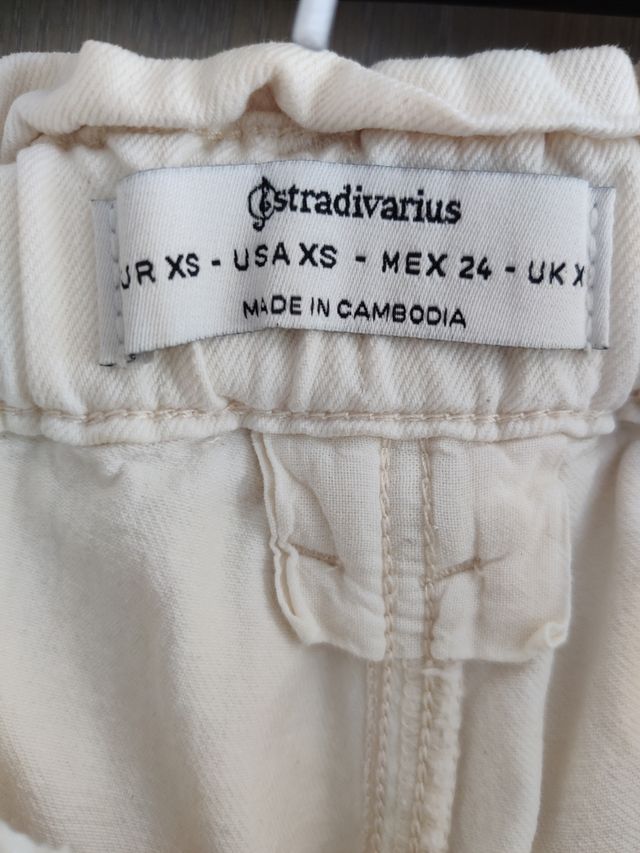 stradivarius
UR XS - USA XS - MEX 24 - UK X
MADE IN CAMBODIA